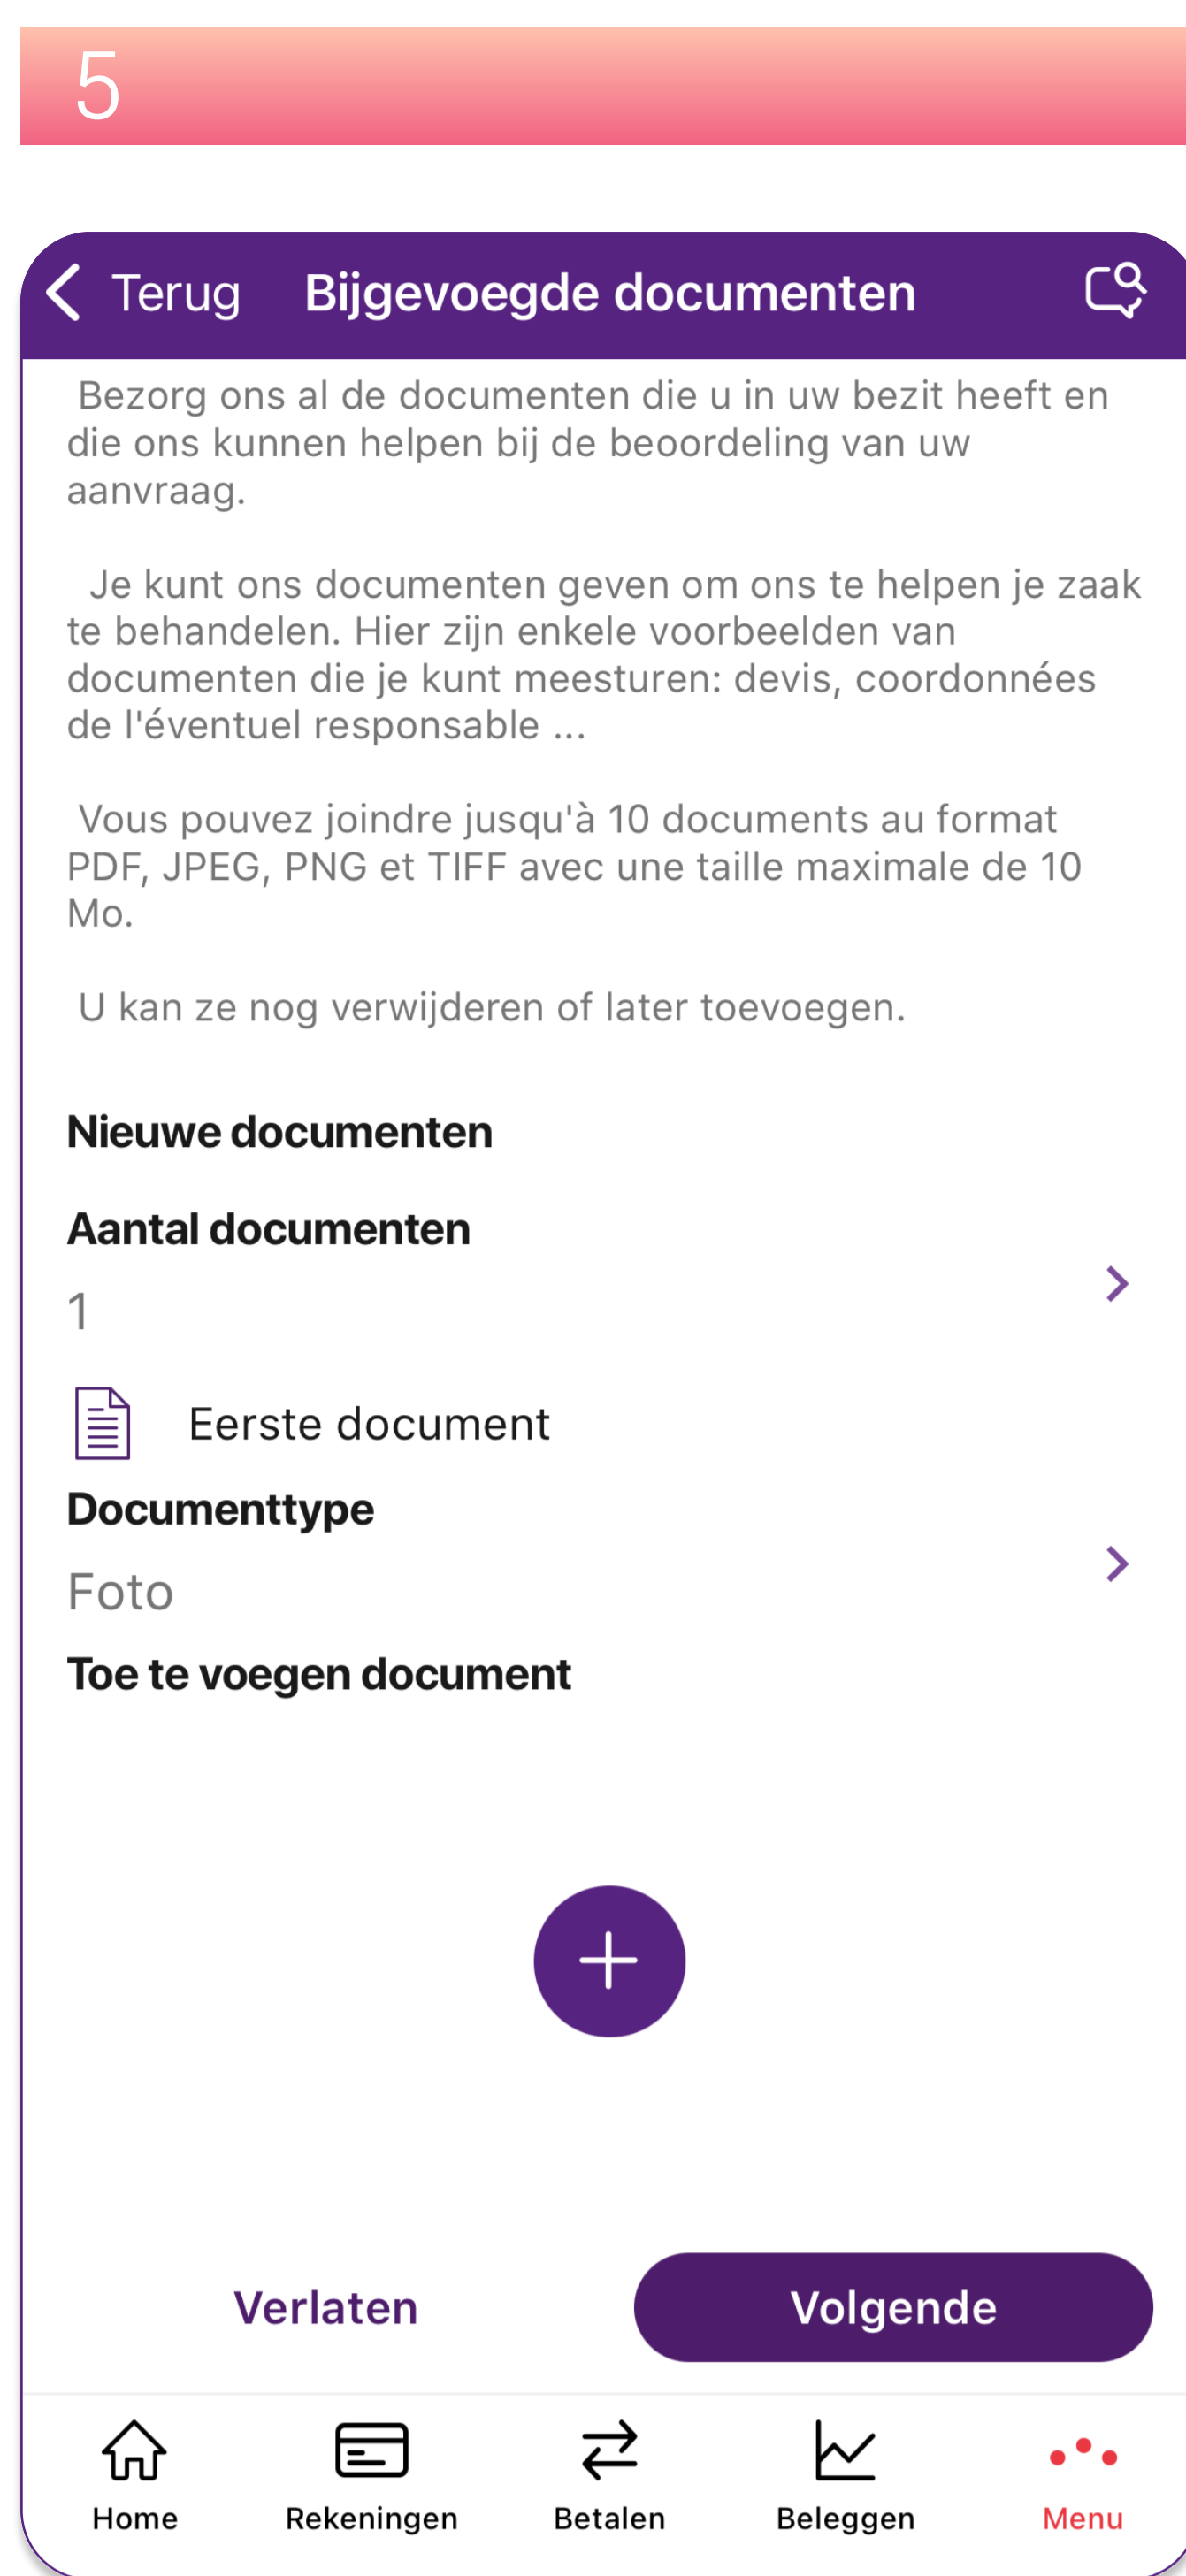 5
Terug
Bijgevoegde documenten
Bezorg ons al de documenten die u in uw bezit heeft en
die ons kunnen helpen bij de beoordeling van uw
aanvraag.
Je kunt ons documenten geven om ons te helpen je zaak
te behandelen. Hier zijn enkele voorbeelden van
documenten die je kunt meesturen: devis, coordonnées
de l'éventuel responsable ...
Vous pouvez joindre jusqu'à 10 documents au format
PDF, JPEG, PNG et TIFF avec une taille maximale de 10
Mo.
U kan ze nog verwijderen of later toevoegen.
Nieuwe documenten
Aantal documenten
1
Eerste document
Documenttype
Foto
Toe te voegen document
Verlaten
Volgende
Home
Rekeningen
Betalen
Beleggen
Menu